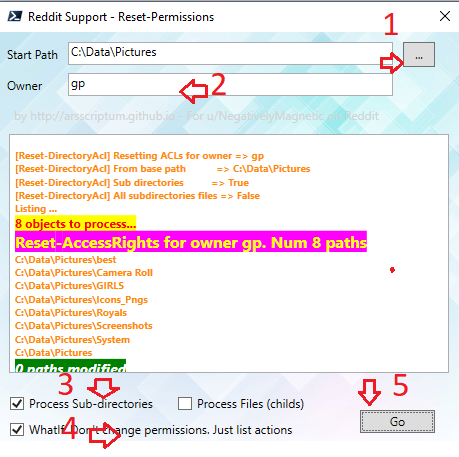 Reddit Support - Reset-Permissions
1
Start Path C:\Data\Pictures ...
Owner gp 2
by http://arsscriptum.github.io - For u/NegativelyMagnetic on Reddit
[Reset-DirectoryAcl] Resetting ACLs for owner => gp
[Reset-DirectoryAcl] From base path => C:\Data\Pictures
[Reset-DirectoryAcl] Sub directories => True
[Reset-DirectoryAcl] All subdirectories files => False
Listing ...
8 objects to process...
Reset-AccessRights for owner gp. Num 8 paths
C:\Data\Pictures\best
C:\Data\Pictures\Camera Roll
C:\Data\Pictures\GIRLS
C:\Data\Pictures\Icons_Pngs
C:\Data\Pictures\Royals
C:\Data\Pictures\Screenshots
C:\Data\Pictures\System
C:\Data\Pictures
0 paths modified
3 5
Process Sub-directories Process Files (childs) Go
WhatIf. Don't change permissions. Just list actions
4